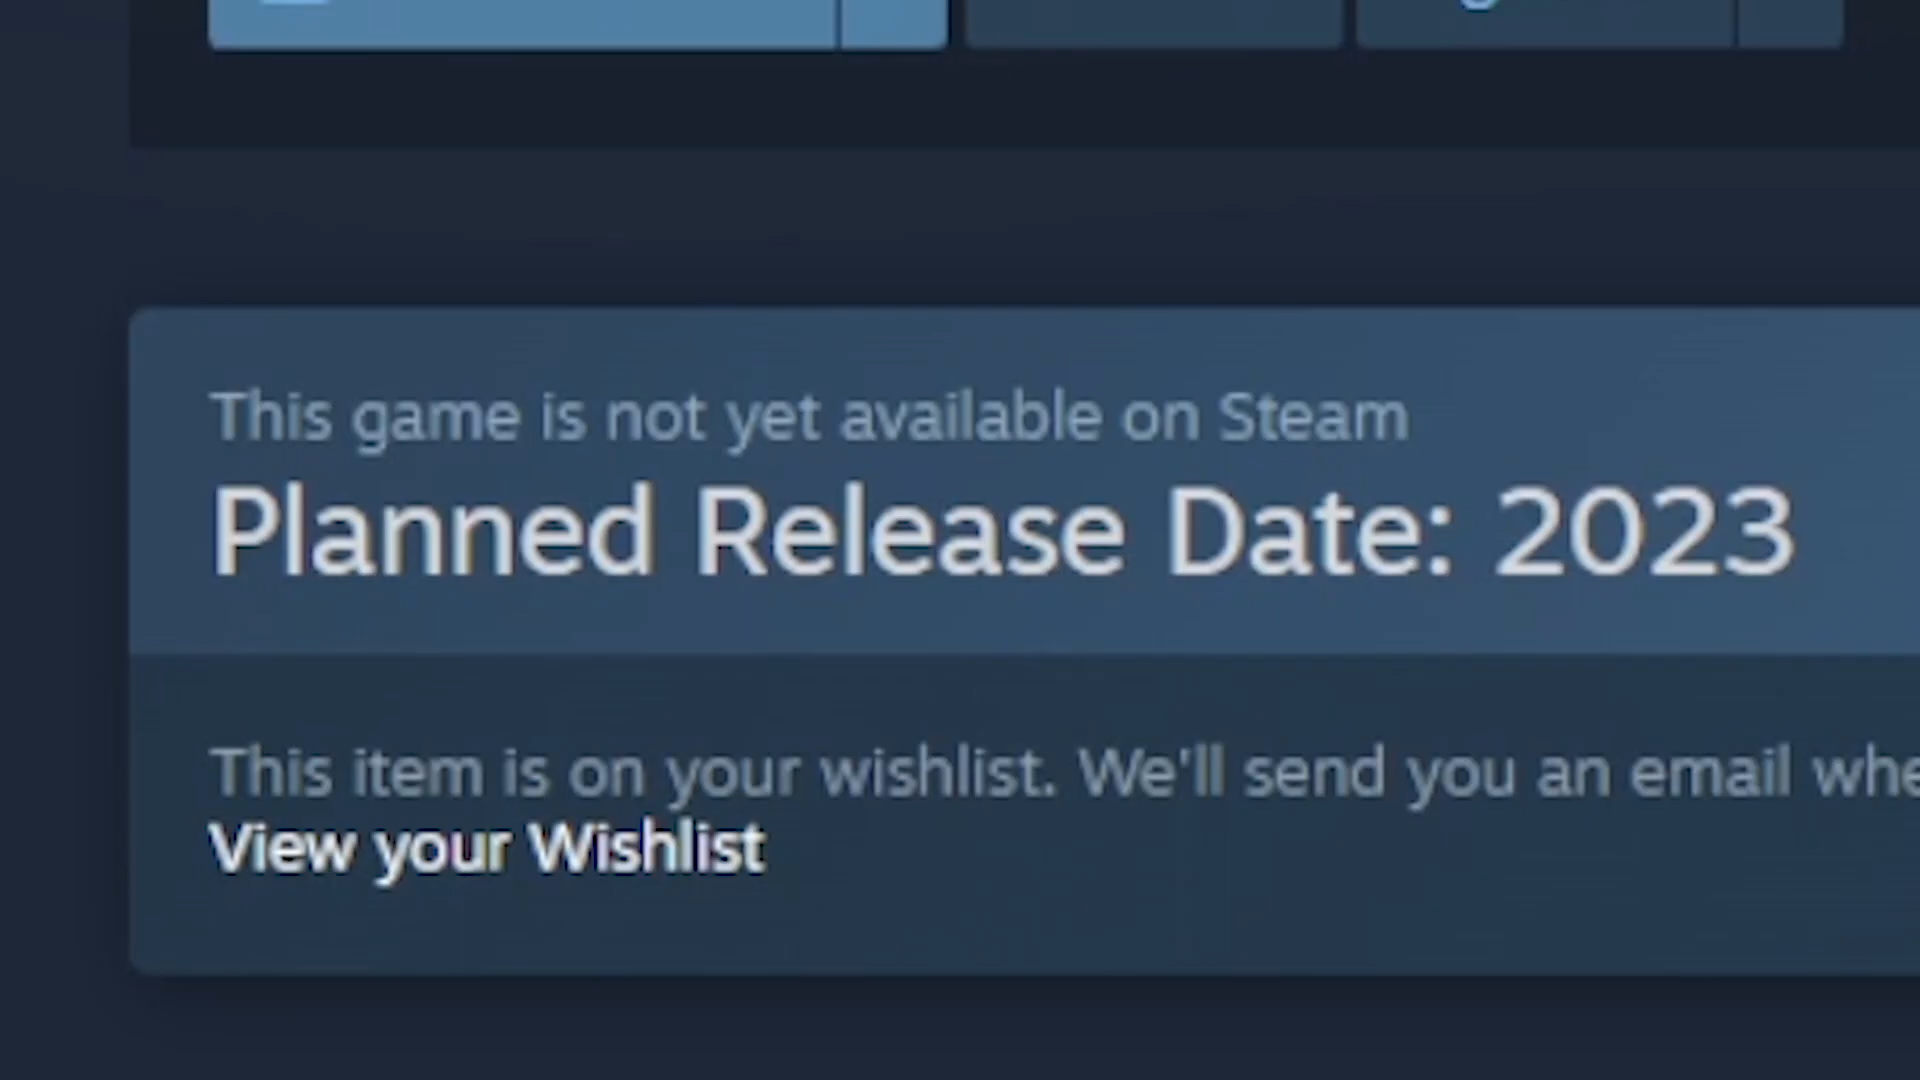 This game is not yet available on Steam
Planned Release Date: 2023
This item is on your wishlist. We'll send you an email
View your Wishlist